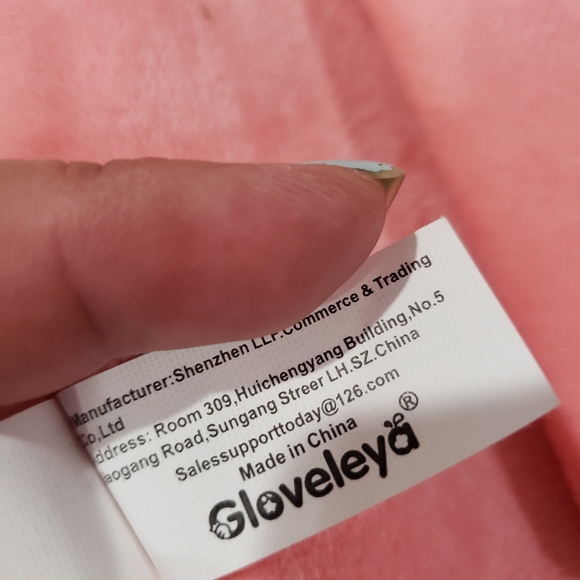 Manufacturer:Shenzhen LLP.Commerce & Trading
Co,Ltd
ddress: Room 309,Huichengyang Building,No.5
aogang Road,Sungang Streer LH.SZ.China
Salessupporttoday@126.com
Made in China
Gloveleya®